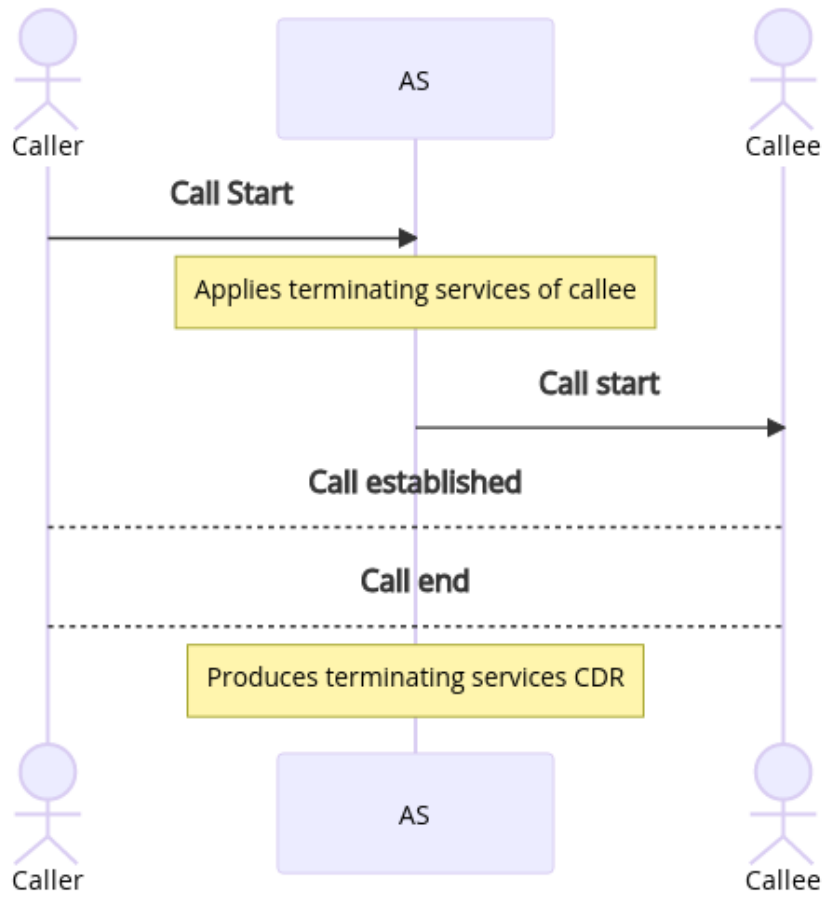 AS
Caller
Callee
Call Start
Applies terminating services of callee
Call start
Call established
Call end
Produces terminating services CDR
AS
Caller
Callee